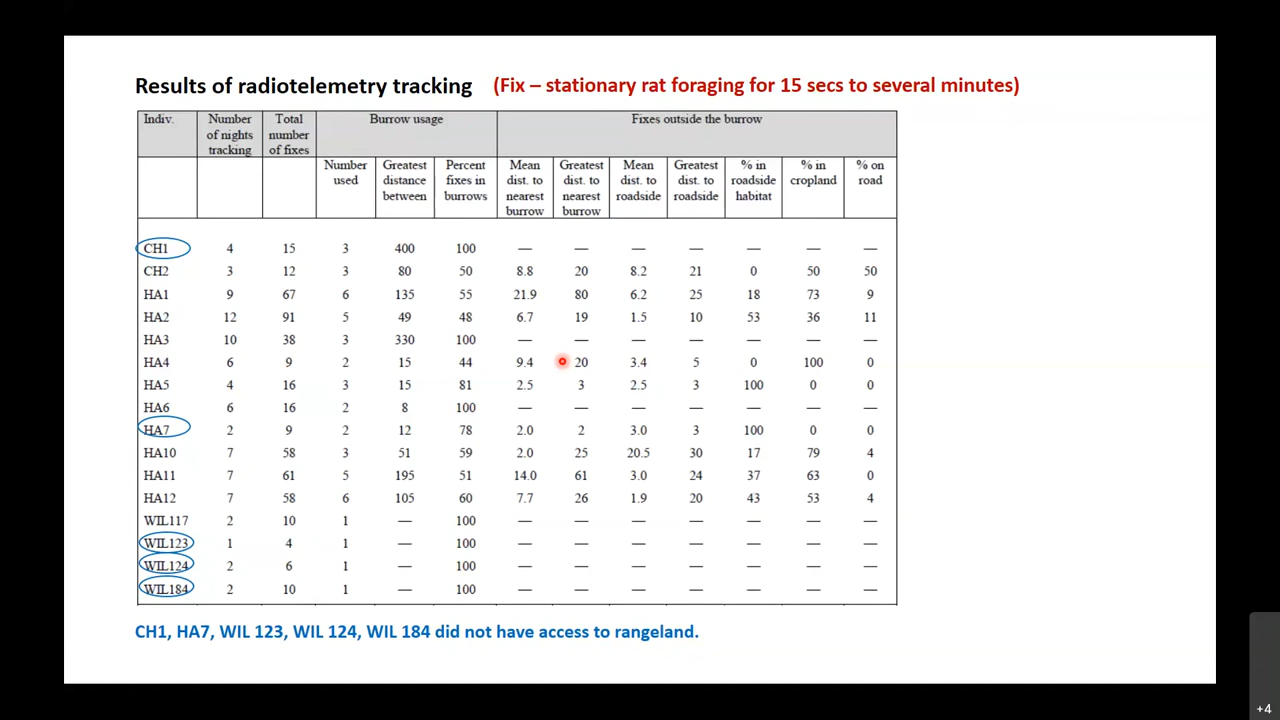 Results of radiotelemetry tracking (Fix – stationary rat foraging for 15 secs to several minutes)
Indiv. Number of nights tracking Total number of fixes Burrow usage Fixes outside the burrow
Number used Greatest distance between Percent fixes in burrows Mean dist. to nearest burrow Greatest dist. to nearest burrow Mean dist. to roadside Greatest dist. to roadside % in roadside habitat % in cropland % on road
CH1 4 15 3 400 100 — — — — — — —
CH2 3 12 3 80 50 8.8 20 8.2 21 0 50 50
HA1 9 67 6 135 55 21.9 80 6.2 25 18 73 9
HA2 12 91 5 49 48 6.7 19 1.5 10 53 36 11
HA3 10 38 3 330 100 — — — — — — —
HA4 6 9 2 15 44 9.4 20 3.4 5 0 100 0
HA5 4 16 3 15 81 2.5 3 2.5 3 100 0 0
HA6 6 16 2 8 100 — — — — — — —
HA7 2 9 2 12 78 2.0 2 3.0 3 100 0 0
HA10 7 58 3 51 59 2.0 25 20.5 30 17 79 4
HA11 7 61 5 195 51 14.0 61 3.0 24 37 63 0
HA12 7 58 6 105 60 7.7 26 1.9 20 43 53 4
WIL117 2 10 1 — 100 — — — — — — —
WIL123 1 4 1 — 100 — — — — — — —
WIL124 2 6 1 — 100 — — — — — — —
WIL184 2 10 1 — 100 — — — — — — —
CH1, HA7, WIL 123, WIL 124, WIL 184 did not have access to rangeland.
+4